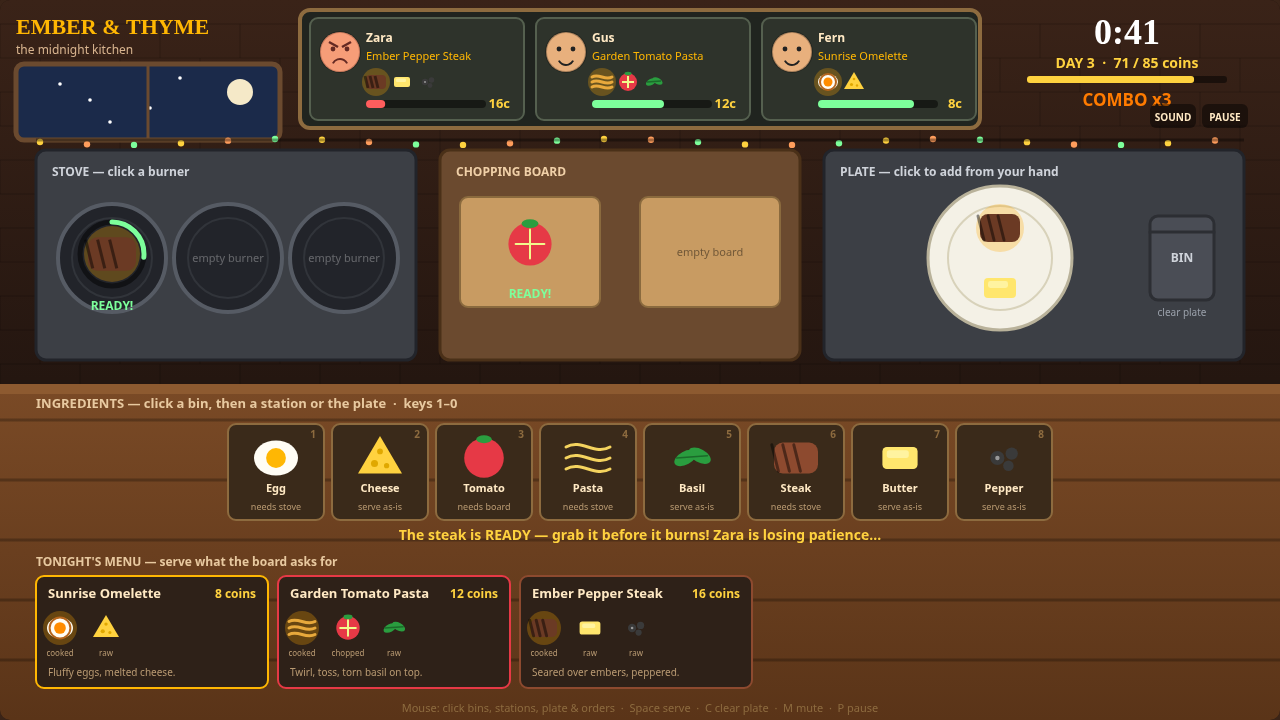 EMBER & THYME
the midnight kitchen
Zara
Ember Pepper Steak
16c
Gus
Garden Tomato Pasta
12c
Fern
Sunrise Omelette
8c
0:41
DAY 3 · 71 / 85 coins
COMBO x3
SOUND
PAUSE
STOVE — click a burner
empty burner
empty burner
READY!
CHOPPING BOARD
empty board
READY!
PLATE — click to add from your hand
BIN
clear plate
INGREDIENTS — click a bin, then a station or the plate · keys 1–0
1
Egg
needs stove
2
Cheese
serve as-is
3
Tomato
needs board
4
Pasta
needs stove
5
Basil
serve as-is
6
Steak
needs stove
7
Butter
serve as-is
8
Pepper
serve as-is
The steak is READY — grab it before it burns! Zara is losing patience...
TONIGHT'S MENU — serve what the board asks for
Sunrise Omelette 8 coins
cooked raw
Fluffy eggs, melted cheese.
Garden Tomato Pasta 12 coins
cooked chopped raw
Twirl, toss, torn basil on top.
Ember Pepper Steak 16 coins
cooked raw raw
Seared over embers, peppered.
Mouse: click bins, stations, plate & orders · Space serve · C clear plate · M mute · P pause